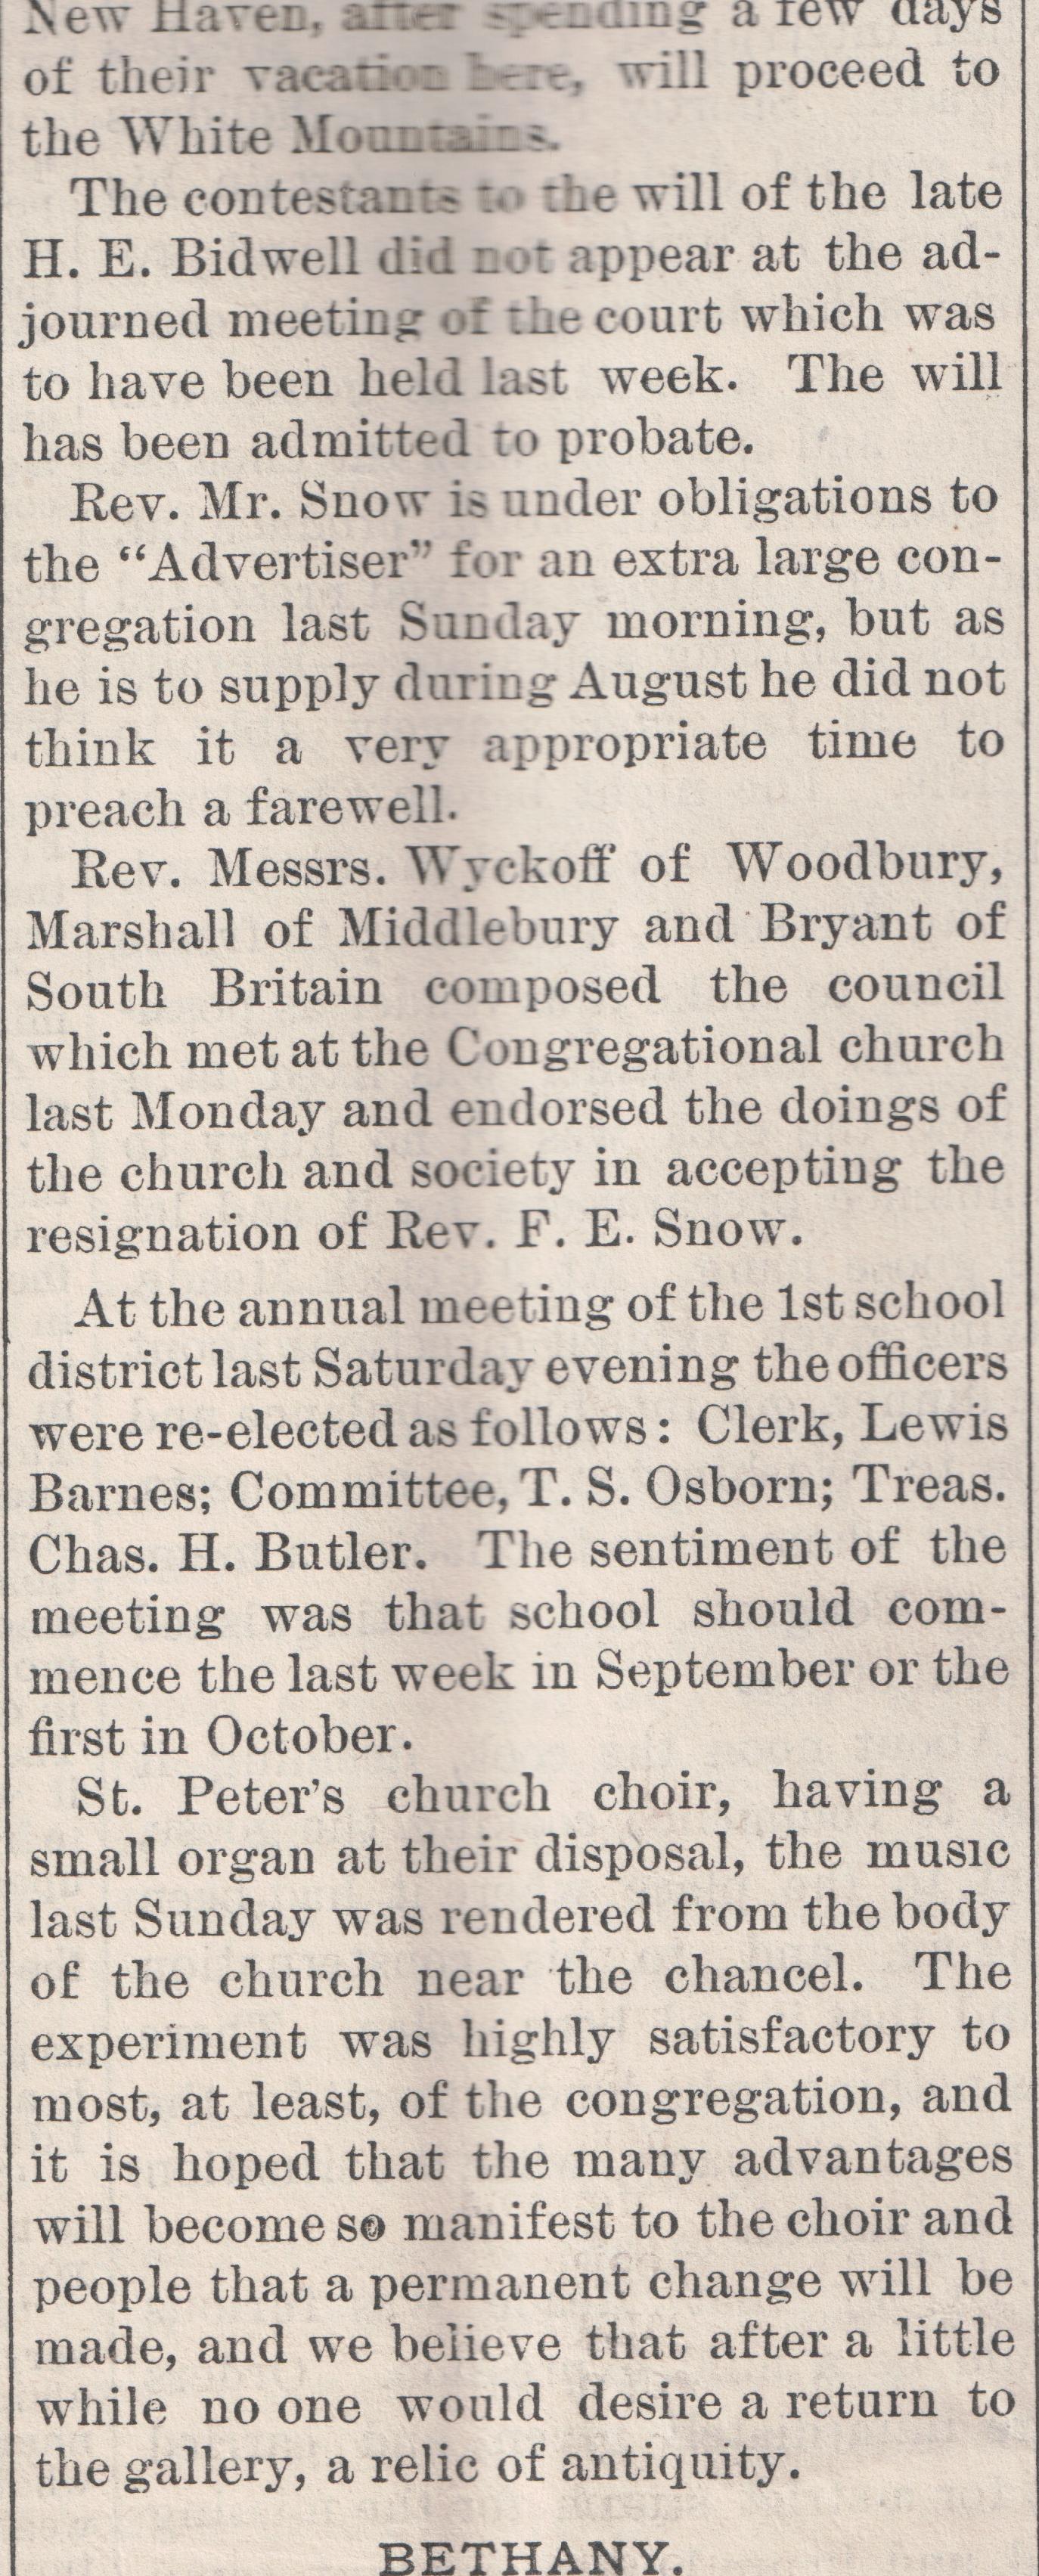 New Haven, after spending a few days
of their vacation here, will proceed to
the White Mountains.
The contestants to the will of the late
H. E. Bidwell did not appear at the ad-
journed meeting of the court which was
to have been held last week. The will
has been admitted to probate.
Rev. Mr. Snow is under obligations to
the “Advertiser” for an extra large con-
gregation last Sunday morning, but as
he is to supply during August he did not
think it a very appropriate time to
preach a farewell.
Rev. Messrs. Wyckoff of Woodbury,
Marshall of Middlebury and Bryant of
South Britain composed the council
which met at the Congregational church
last Monday and endorsed the doings of
the church and society in accepting the
resignation of Rev. F. E. Snow.
At the annual meeting of the 1st school
district last Saturday evening the officers
were re-elected as follows: Clerk, Lewis
Barnes; Committee, T. S. Osborn; Treas.
Chas. H. Butler. The sentiment of the
meeting was that school should com-
mence the last week in September or the
first in October.
St. Peter’s church choir, having a
small organ at their disposal, the music
last Sunday was rendered from the body
of the church near the chancel. The
experiment was highly satisfactory to
most, at least, of the congregation, and
it is hoped that the many advantages
will become so manifest to the choir and
people that a permanent change will be
made, and we believe that after a little
while no one would desire a return to
the gallery, a relic of antiquity.
BETHANY.